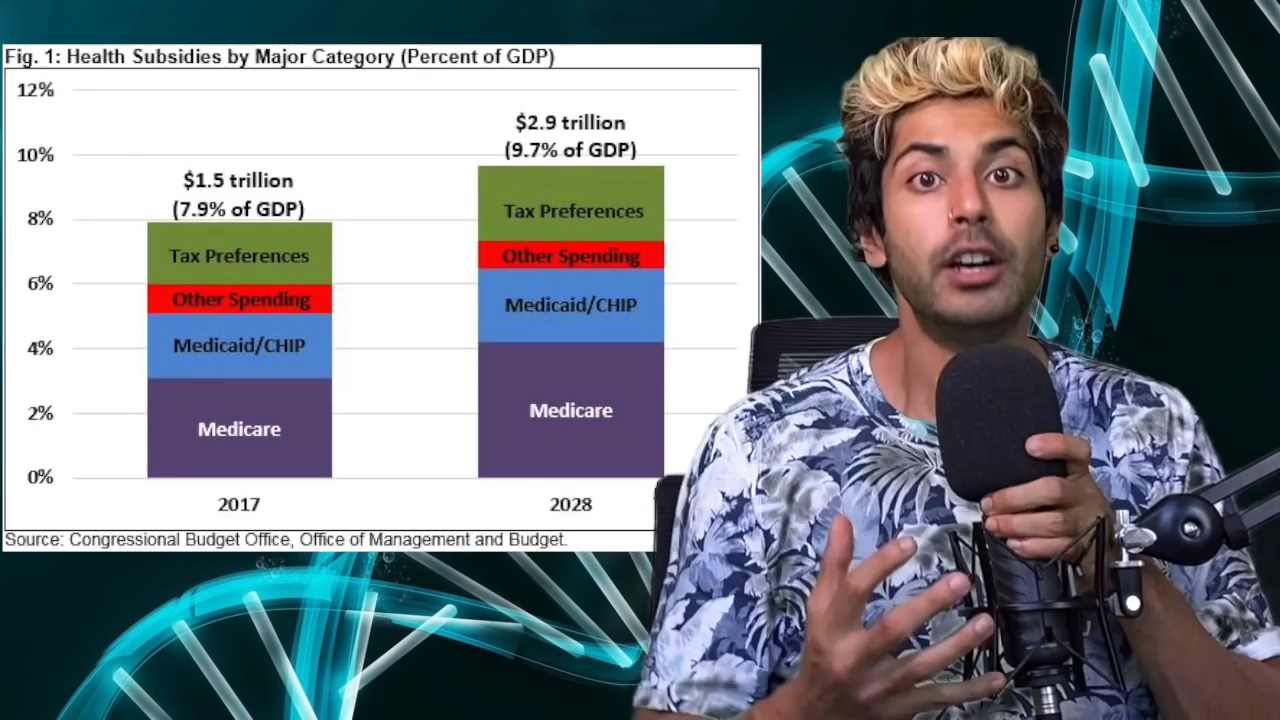 Fig. 1: Health Subsidies by Major Category (Percent of GDP)
12%
$2.9 trillion
(9.7% of GDP)
10%
$1.5 trillion
(7.9% of GDP)
8%
Tax Preferences
Tax Preferences
6%
Other Spending
Other Spending
Medicaid/CHIP
Medicaid/CHIP
4%
2%
Medicare
Medicare
0%
2017
2028
Source: Congressional Budget Office, Office of Management and Budget.